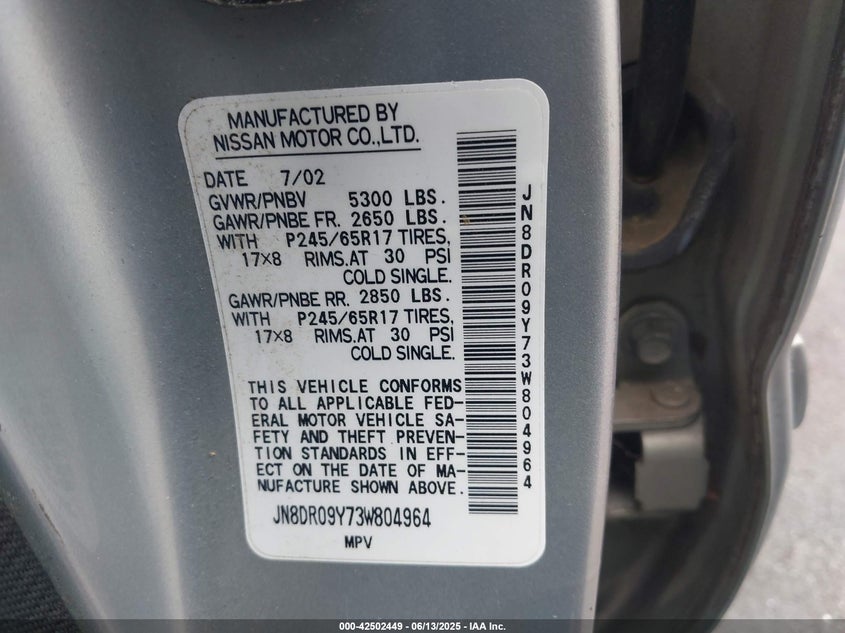 MANUFACTURED BY
NISSAN MOTOR CO.,LTD.
DATE 7/02
GVWR/PNBV 5300 LBS.
GAWR/PNBE FR. 2650 LBS.
WITH P245/65R17 TIRES,
17×8 RIMS.AT 30 PSI
COLD SINGLE.
GAWR/PNBE RR. 2850 LBS.
WITH P245/65R17 TIRES,
17×8 RIMS.AT 30 PSI
COLD SINGLE.
THIS VEHICLE CONFORMS
TO ALL APPLICABLE FED-
ERAL MOTOR VEHICLE SA-
FETY AND THEFT PREVEN-
TION STANDARDS IN EFF-
ECT ON THE DATE OF MA-
NUFACTURE SHOWN ABOVE.
JN8DR09Y73W804964
MPV
JN8DR09Y73W804964
000-42502449 - 06/13/2025 - IAA Inc.